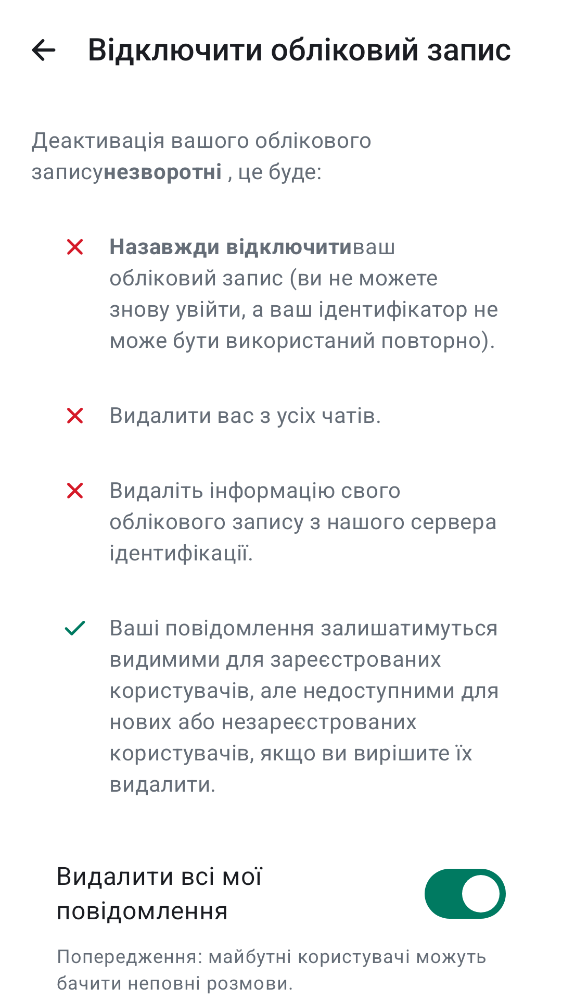 Відключити обліковий запис
Деактивація вашого облікового
записунезворотні , це буде:
Назавжди відключитиваш
обліковий запис (ви не можете
знову увійти, а ваш ідентифікатор не
може бути використаний повторно).
Видалити вас з усіх чатів.
Видаліть інформацію свого
облікового запису з нашого сервера
ідентифікації.
Ваші повідомлення залишатимуться
видимими для зареєстрованих
користувачів, але недоступними для
нових або незареєстрованих
користувачів, якщо ви вирішите їх
видалити.
Видалити всі мої
повідомлення
Попередження: майбутні користувачі можуть
бачити неповні розмови.